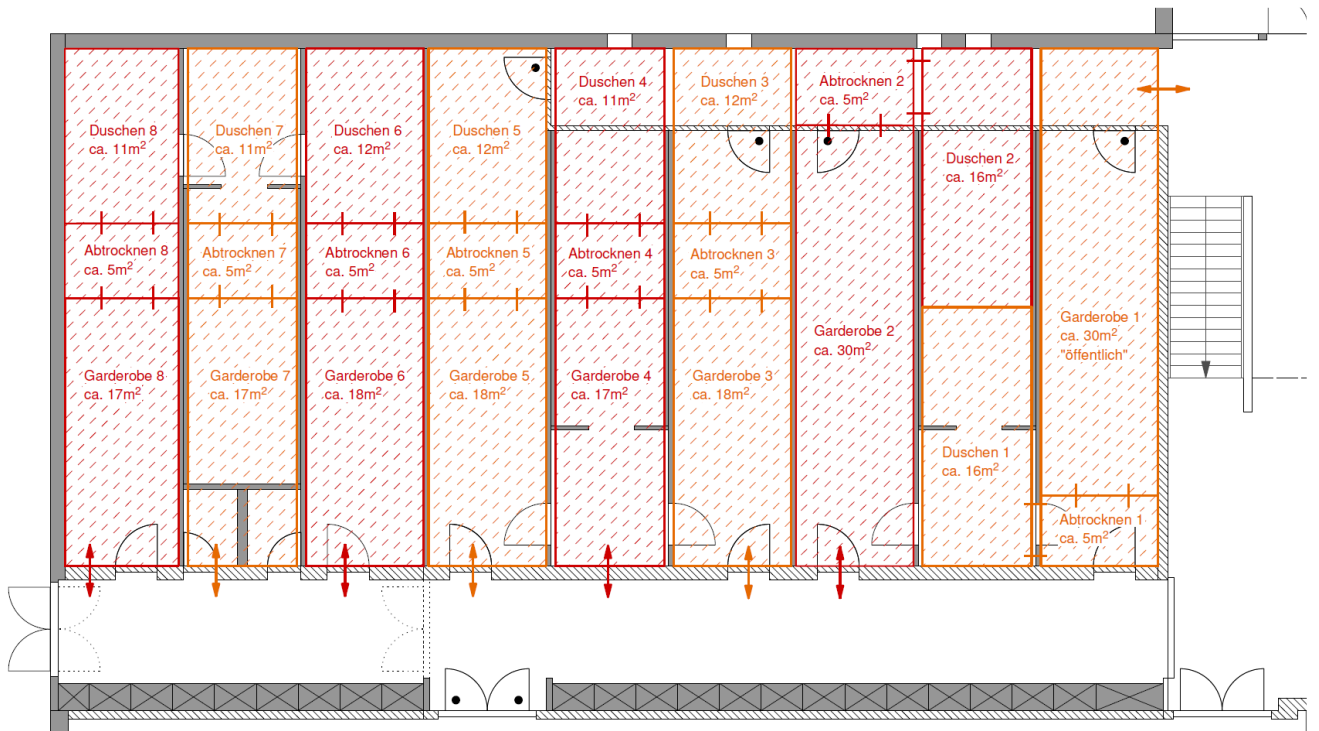 Duschen 8
ca. 11m²
Duschen 7
ca. 11m²
Duschen 6
ca. 12m²
Duschen 5
ca. 12m²
Duschen 4
ca. 11m²
Duschen 3
ca. 12m²
Abtrocknen 2
ca. 5m²
Duschen 2
ca. 16m²
Abtrocknen 8
ca. 5m²
Abtrocknen 7
ca. 5m²
Abtrocknen 6
ca. 5m²
Abtrocknen 5
ca. 5m²
Abtrocknen 4
ca. 5m²
Abtrocknen 3
ca. 5m²
Garderobe 2
ca. 30m²
Garderobe 1
ca. 30m²
"öffentlich"
Garderobe 8
ca. 17m²
Garderobe 7
ca. 17m²
Garderobe 6
ca. 18m²
Garderobe 5
ca. 18m²
Garderobe 4
ca. 17m²
Garderobe 3
ca. 18m²
Duschen 1
ca. 16m²
Abtrocknen 1
ca. 5m²